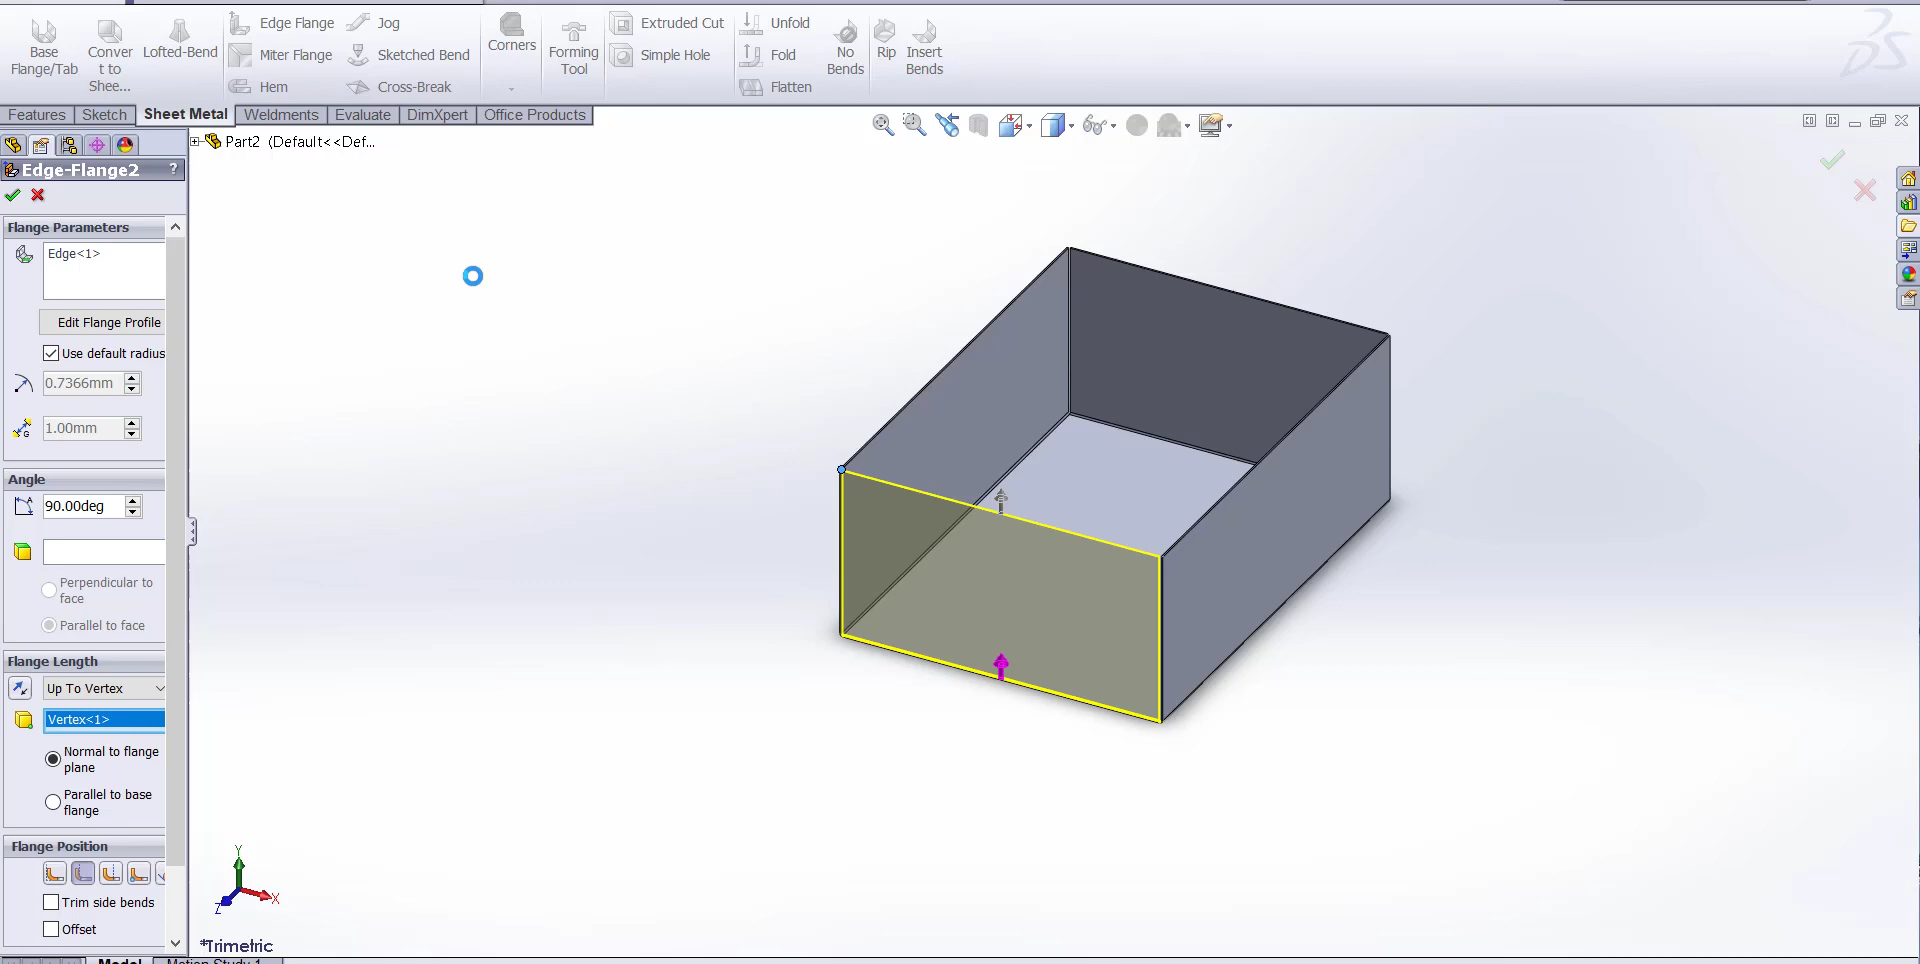 Base Flange/Tab
Conver t to Shee...
Lofted-Bend
Edge Flange
Miter Flange
Hem
Jog
Sketched Bend
Cross-Break
Corners
Forming Tool
Extruded Cut
Simple Hole
Unfold
Fold
Flatten
No Bends
Rip
Insert Bends
Features
Sketch
Sheet Metal
Weldments
Evaluate
DimXpert
Office Products
Part2 (Default<<Def...
Edge-Flange2
?
Flange Parameters
Edge<1>
Edit Flange Profile
Use default radius
0.7366mm
G
1.00mm
Angle
A
90.00deg
Perpendicular to
face
Parallel to face
Flange Length
Up To Vertex
Vertex<1>
Normal to flange
plane
Parallel to base
flange
Flange Position
Trim side bends
Offset
Y
X
Z
*Trimetric
Model
Motion Study 1